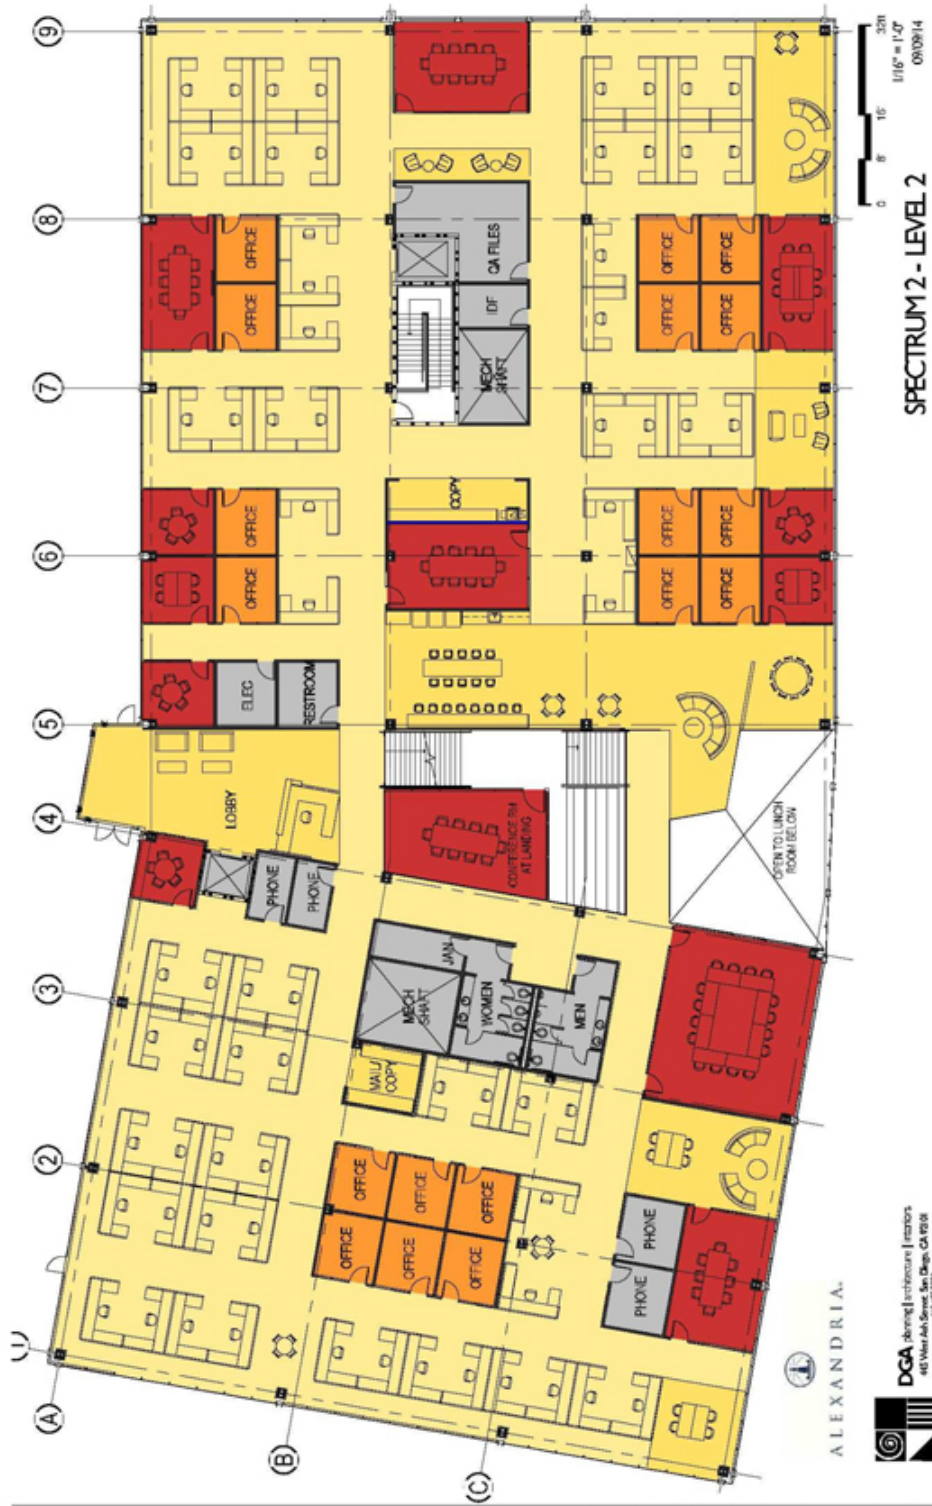 9
8
7
6
5
4
3
2
A
B
C
OFFICE
OFFICE
QA FILES
IDF
MECH
SHAFT
OFFICE
OFFICE
OFFICE
OFFICE
COPY
OFFICE
OFFICE
OFFICE
OFFICE
OFFICE
OFFICE
ELEC
RESTROOM
LOBBY
CONFERENCE RM
AT LANDING
OPEN TO LUNCH
ROOM BELOW
PHONE
PHONE
JAN
MECH
SHAFT
WOMEN
MEN
MAIL/
COPY
OFFICE
OFFICE
OFFICE
OFFICE
OFFICE
OFFICE
PHONE
PHONE
ALEXANDRIA.
DGA planning | architecture | interiors
SPECTRUM 2 - LEVEL 2
0 8' 16' 32ft
1/16" = 1'-0"
09/09/14